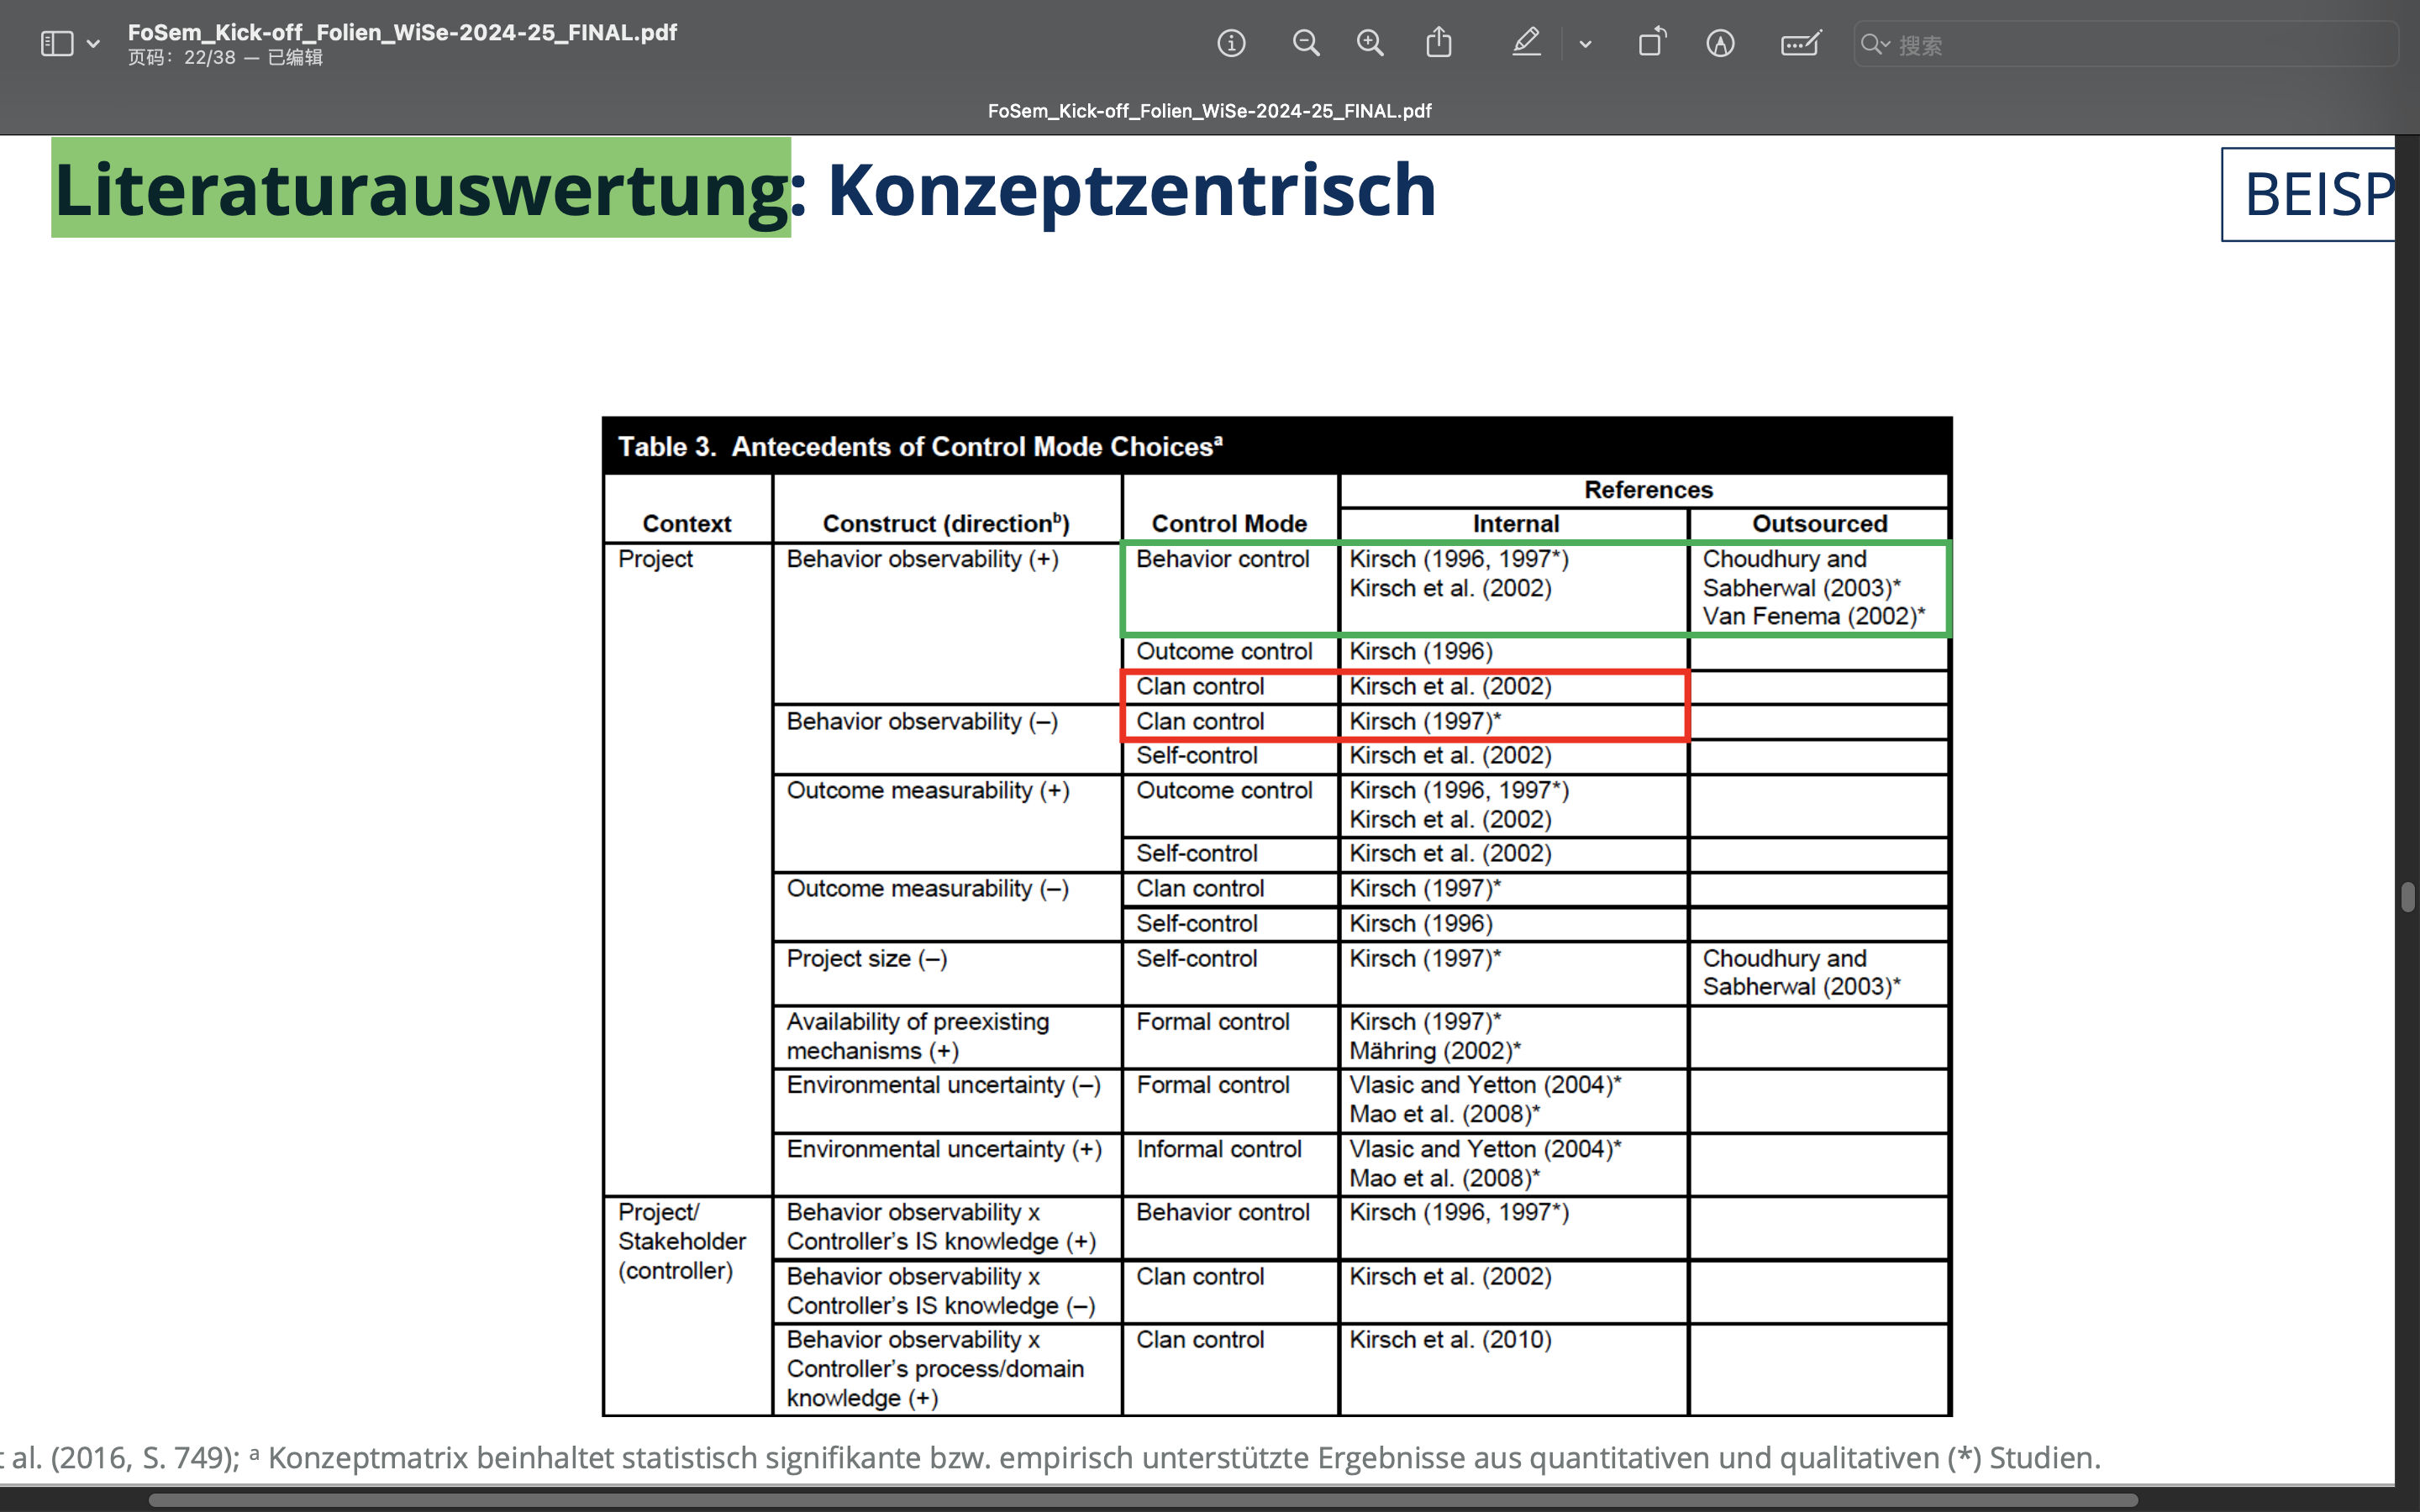 FoSem_Kick-off_Folien_WiSe-2024-25_FINAL.pdf
页码: 22/38 — 已编辑
搜索
FoSem_Kick-off_Folien_WiSe-2024-25_FINAL.pdf
Literaturauswertung: Konzeptzentrisch
BEISP
Table 3. Antecedents of Control Mode Choicesª
References
Context Construct (directionᵇ) Control Mode Internal Outsourced
Project Behavior observability (+) Behavior control Kirsch (1996, 1997*) Choudhury and
Kirsch et al. (2002) Sabherwal (2003)*
Van Fenema (2002)*
Outcome control Kirsch (1996)
Clan control Kirsch et al. (2002)
Behavior observability (–) Clan control Kirsch (1997)*
Self-control Kirsch et al. (2002)
Outcome measurability (+) Outcome control Kirsch (1996, 1997*)
Kirsch et al. (2002)
Self-control Kirsch et al. (2002)
Outcome measurability (–) Clan control Kirsch (1997)*
Self-control Kirsch (1996)
Project size (–) Self-control Kirsch (1997)* Choudhury and
Sabherwal (2003)*
Availability of preexisting Formal control Kirsch (1997)*
mechanisms (+) Mähring (2002)*
Environmental uncertainty (–) Formal control Vlasic and Yetton (2004)*
Mao et al. (2008)*
Environmental uncertainty (+) Informal control Vlasic and Yetton (2004)*
Mao et al. (2008)*
Project/ Behavior observability x Behavior control Kirsch (1996, 1997*)
Stakeholder Controller's IS knowledge (+)
(controller) Behavior observability x Clan control Kirsch et al. (2002)
Controller's IS knowledge (–)
Behavior observability x Clan control Kirsch et al. (2010)
Controller's process/domain
knowledge (+)
al. (2016, S. 749); ª Konzeptmatrix beinhaltet statistisch signifikante bzw. empirisch unterstützte Ergebnisse aus quantitativen und qualitativen (*) Studien.